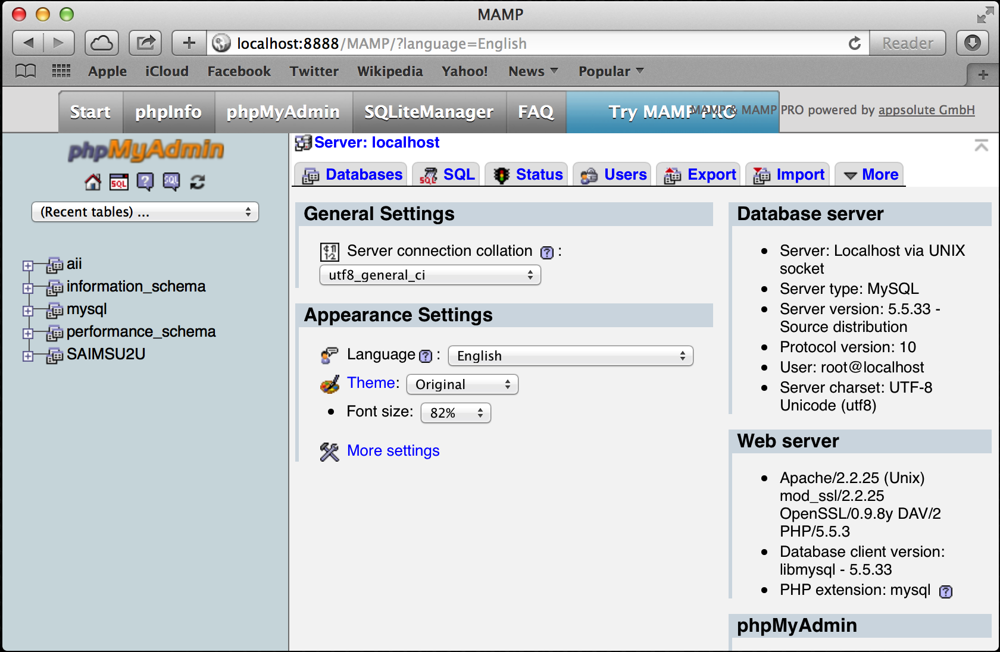 MAMP
localhost:8888/MAMP/?language=English
Reader
Apple iCloud Facebook Twitter Wikipedia Yahoo! News Popular
Start phpInfo phpMyAdmin SQLiteManager FAQ Try MAMP PRO MAMP & MAMP PRO powered by appsolute GmbH
phpMyAdmin
SQL SQL
(Recent tables) ...
aii
information_schema
mysql
performance_schema
SAIMSU2U
Server: localhost
Databases SQL Status Users Export Import More
General Settings
Server connection collation :
utf8_general_ci
Appearance Settings
Language : English
Theme: Original
Font size: 82%
More settings
Database server
Server: Localhost via UNIX
socket
Server type: MySQL
Server version: 5.5.33 -
Source distribution
Protocol version: 10
User: root@localhost
Server charset: UTF-8
Unicode (utf8)
Web server
Apache/2.2.25 (Unix)
mod_ssl/2.2.25
OpenSSL/0.9.8y DAV/2
PHP/5.5.3
Database client version:
libmysql - 5.5.33
PHP extension: mysql
phpMyAdmin